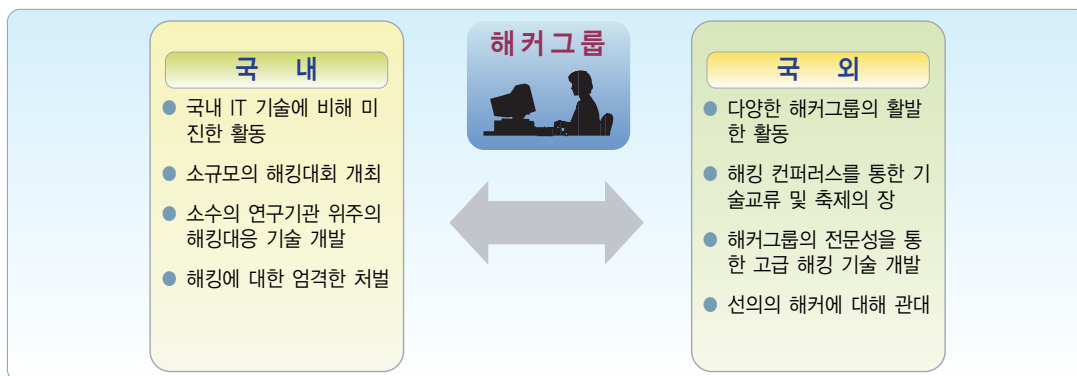 해커그룹
국 내
국내 IT 기술에 비해 미
진한 활동
소규모의 해킹대회 개최
소수의 연구기관 위주의
해킹대응 기술 개발
해킹에 대한 엄격한 처벌
국 외
다양한 해커그룹의 활발
한 활동
해킹 컨퍼러스를 통한 기
술교류 및 축제의 장
해커그룹의 전문성을 통
한 고급 해킹 기술 개발
선의의 해커에 대해 관대